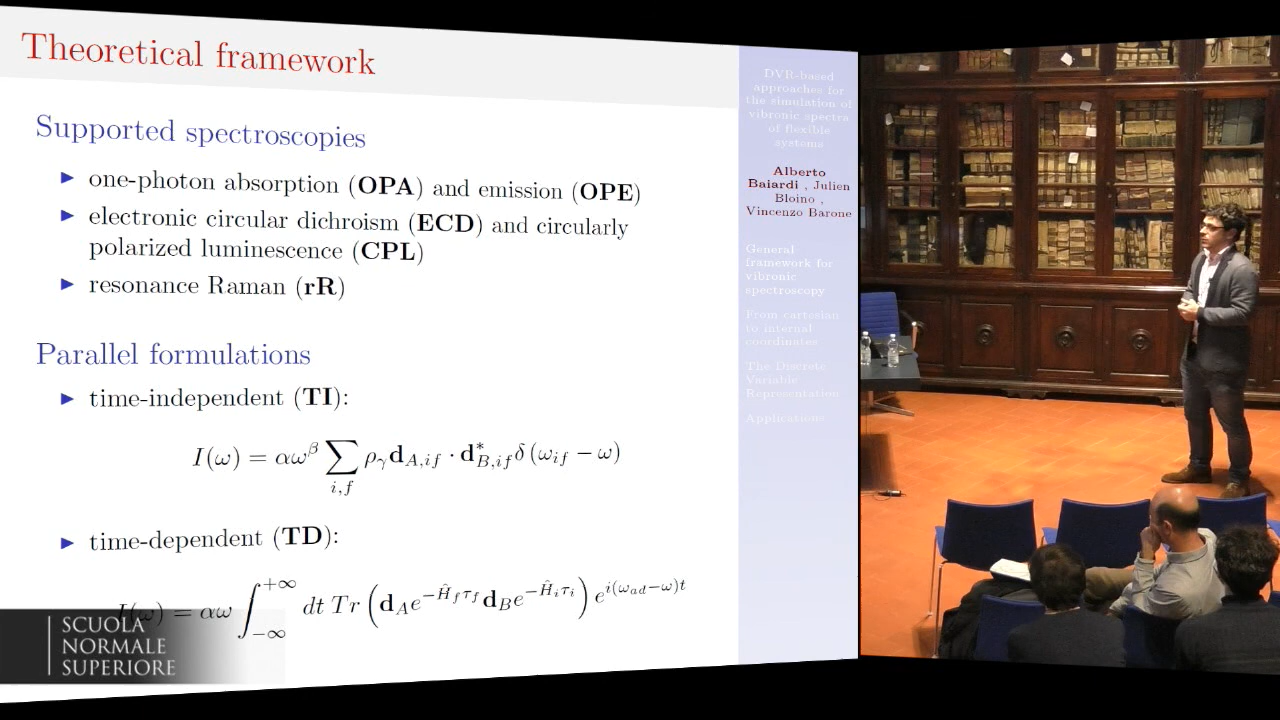 Theoretical framework
Supported spectroscopies
▶ one-photon absorption (OPA) and emission (OPE)
▶ electronic circular dichroism (ECD) and circularly
polarized luminescence (CPL)
▶ resonance Raman (rR)
Parallel formulations
▶ time-independent (TI):
I(ω) = αω^β ∑_{i,f} ρ_γ d_{A,if} · d*_{B,if} δ (ω_{if} − ω)
▶ time-dependent (TD):
I(ω) = αω ∫_{−∞}^{+∞} dt Tr (d_A e^{−Ĥ_f τ_f} d_B e^{−Ĥ_i τ_i}) e^{i(ω_{ad}−ω)t}
DVR-based
approaches for
the simulation of
vibronic spectra
of flexible
systems
Alberto
Baiardi , Julien
Bloino ,
Vincenzo Barone
General
framework for
vibronic
spectroscopy
From cartesian
to internal
coordinates
The Discrete
Variable
Representation
Applications
SCUOLA
NORMALE
SUPERIORE